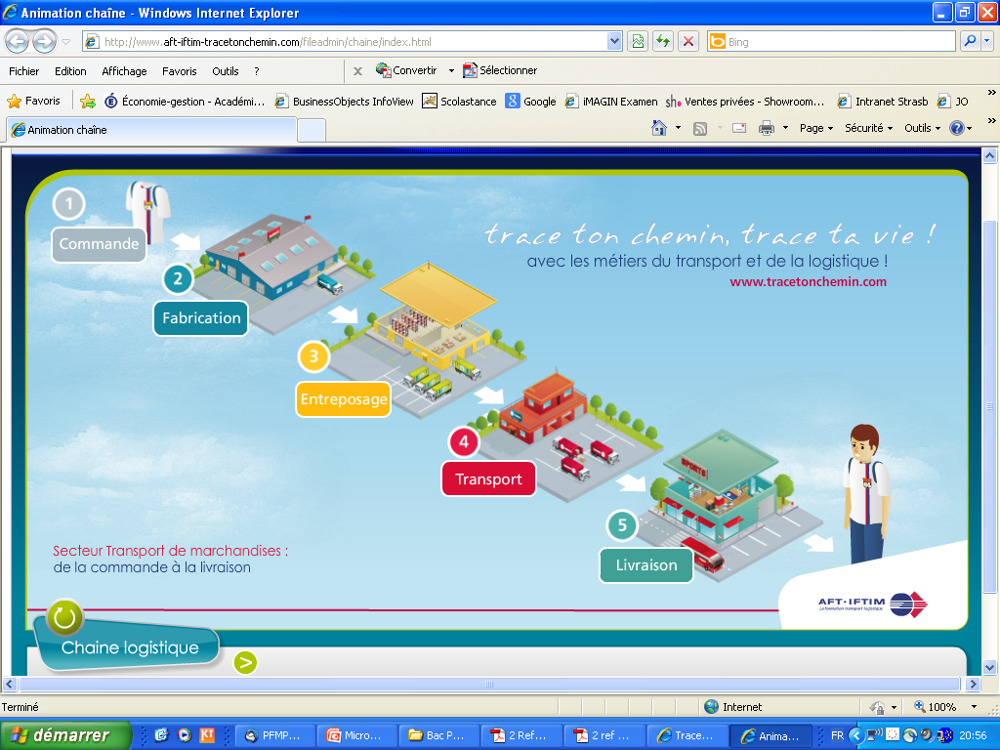 Animation chaîne - Windows Internet Explorer
http://www.aft-iftim-tracetonchemin.com/fileadmin/chaine/index.html
Bing
Fichier Edition Affichage Favoris Outils ?
Convertir Sélectionner
Favoris Économie-gestion - Académi... BusinessObjects InfoView Scolastance Google iMAGIN Examen Ventes privées - Showroom... Intranet Strasb JO
Animation chaîne
Page Sécurité Outils
1
Commande
trace ton chemin, trace ta vie !
avec les métiers du transport et de la logistique !
www.tracetonchemin.com
2
Fabrication
3
Entreposage
4
Transport
SPORTS
5
Livraison
Secteur Transport de marchandises :
de la commande à la livraison
AFT-IFTIM
La formation transport logistique
Chaine logistique
>
Terminé Internet 100%
démarrer PFMP... Micro... Bac P... 2 Ref... 2 ref ... Trace... Anima... FR 20:56